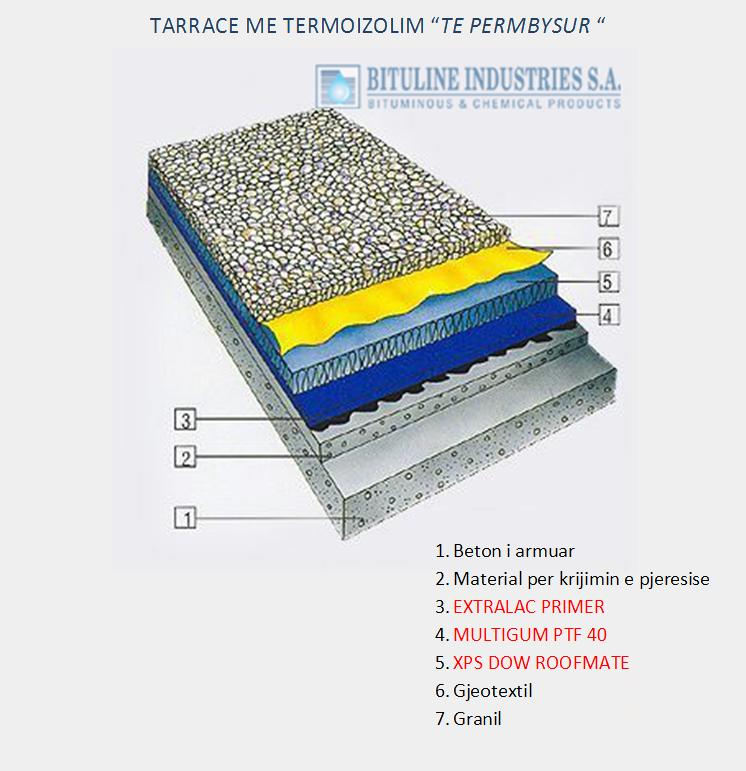 TARRACE ME TERMOIZOLIM “TE PERMBYSUR “
BITULINE INDUSTRIES S.A.
BITUMINOUS & CHEMICAL PRODUCTS
7
6
5
4
3
2
1
1. Beton i armuar
2. Material per krijimin e pjeresise
3. EXTRALAC PRIMER
4. MULTIGUM PTF 40
5. XPS DOW ROOFMATE
6. Gjeotextil
7. Granil